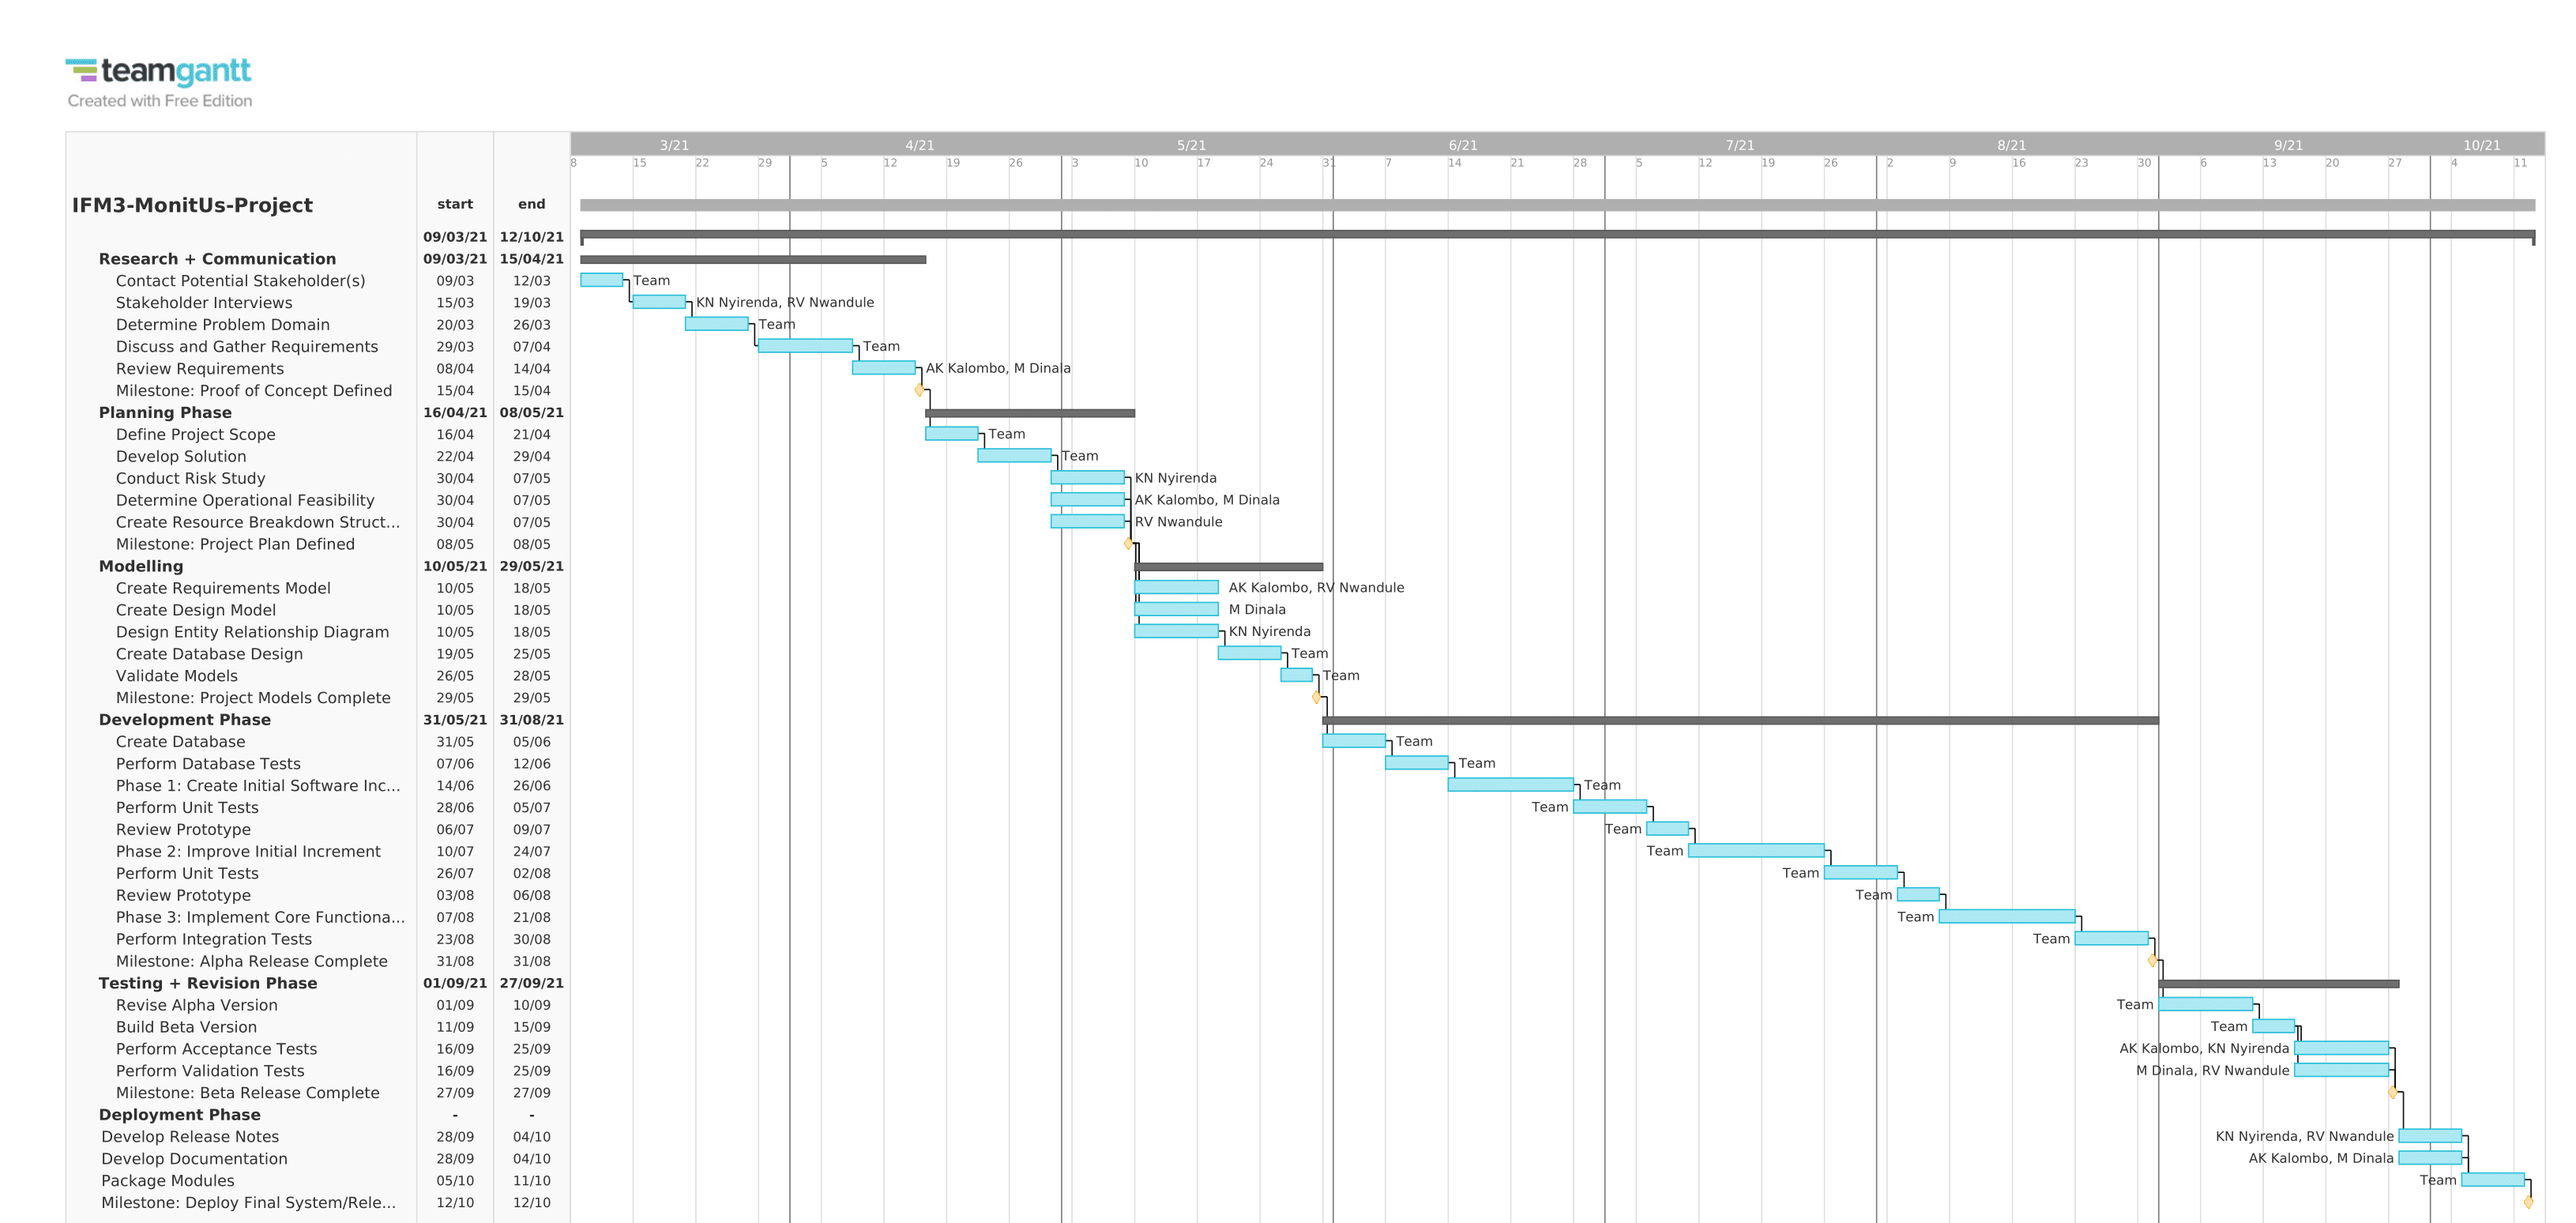 teamgantt
Created with Free Edition
3/21 4/21 5/21 6/21 7/21 8/21 9/21 10/21
8 15 22 29 5 12 19 26 3 10 17 24 31 7 14 21 28 5 12 19 26 2 9 16 23 30 6 13 20 27 4 11
IFM3-MonitUs-Project start end
09/03/21 12/10/21
Research + Communication 09/03/21 15/04/21
Contact Potential Stakeholder(s) 09/03 12/03 Team
Stakeholder Interviews 15/03 19/03 KN Nyirenda, RV Nwandule
Determine Problem Domain 20/03 26/03 Team
Discuss and Gather Requirements 29/03 07/04 Team
Review Requirements 08/04 14/04 AK Kalombo, M Dinala
Milestone: Proof of Concept Defined 15/04 15/04
Planning Phase 16/04/21 08/05/21
Define Project Scope 16/04 21/04 Team
Develop Solution 22/04 29/04 Team
Conduct Risk Study 30/04 07/05 KN Nyirenda
Determine Operational Feasibility 30/04 07/05 AK Kalombo, M Dinala
Create Resource Breakdown Struct... 30/04 07/05 RV Nwandule
Milestone: Project Plan Defined 08/05 08/05
Modelling 10/05/21 29/05/21
Create Requirements Model 10/05 18/05 AK Kalombo, RV Nwandule
Create Design Model 10/05 18/05 M Dinala
Design Entity Relationship Diagram 10/05 18/05 KN Nyirenda
Create Database Design 19/05 25/05 Team
Validate Models 26/05 28/05 Team
Milestone: Project Models Complete 29/05 29/05
Development Phase 31/05/21 31/08/21
Create Database 31/05 05/06 Team
Perform Database Tests 07/06 12/06 Team
Phase 1: Create Initial Software Inc... 14/06 26/06 Team
Perform Unit Tests 28/06 05/07 Team
Review Prototype 06/07 09/07 Team
Phase 2: Improve Initial Increment 10/07 24/07 Team
Perform Unit Tests 26/07 02/08 Team
Review Prototype 03/08 06/08 Team
Phase 3: Implement Core Functiona... 07/08 21/08 Team
Perform Integration Tests 23/08 30/08 Team
Milestone: Alpha Release Complete 31/08 31/08
Testing + Revision Phase 01/09/21 27/09/21
Revise Alpha Version 01/09 10/09 Team
Build Beta Version 11/09 15/09 Team
Perform Acceptance Tests 16/09 25/09 AK Kalombo, KN Nyirenda
Perform Validation Tests 16/09 25/09 M Dinala, RV Nwandule
Milestone: Beta Release Complete 27/09 27/09
Deployment Phase - -
Develop Release Notes 28/09 04/10 KN Nyirenda, RV Nwandule
Develop Documentation 28/09 04/10 AK Kalombo, M Dinala
Package Modules 05/10 11/10 Team
Milestone: Deploy Final System/Rele... 12/10 12/10